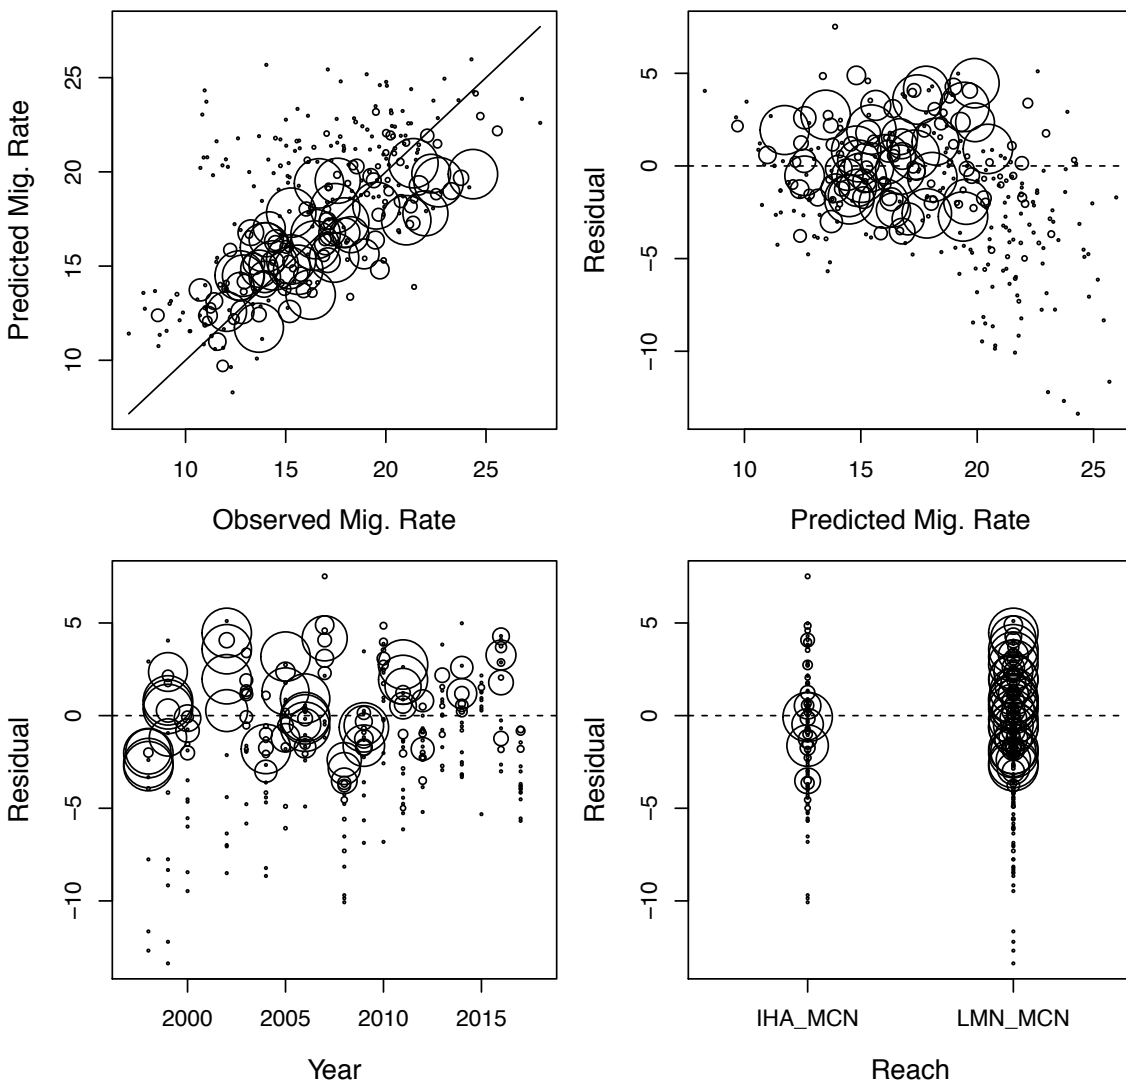 Predicted Mig. Rate
25
20
15
10
10 15 20 25
Observed Mig. Rate
Residual
5
0
−5
−10
10 15 20 25
Predicted Mig. Rate
Residual
5
0
−5
−10
2000 2005 2010 2015
Year
Residual
5
0
−5
−10
IHA_MCN LMN_MCN
Reach